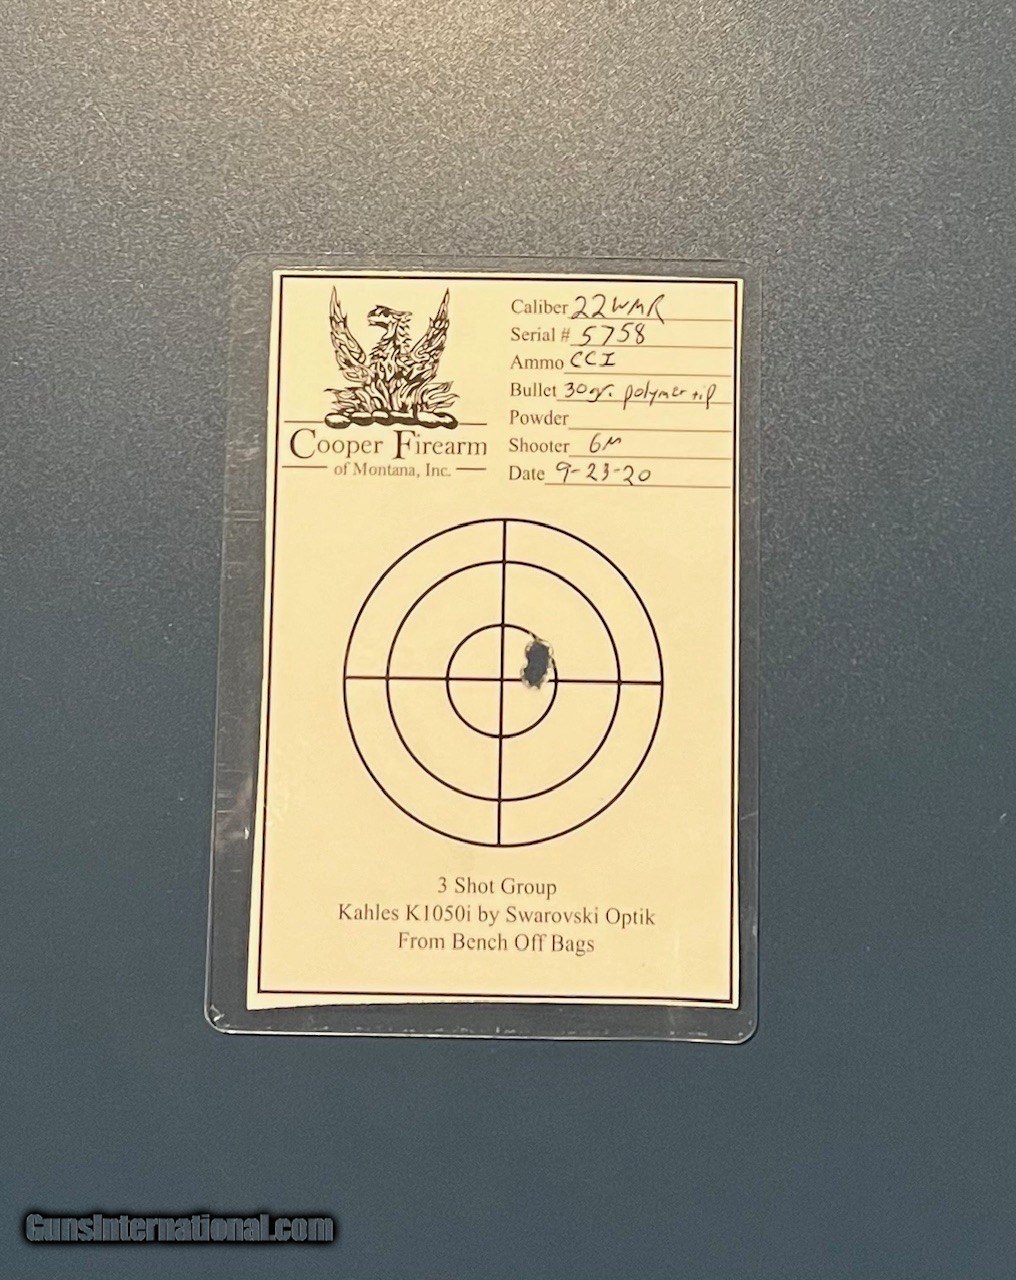 Caliber 22WMR
Serial # 5758
Ammo CCI
Bullet 30gr. polymer tip
Powder
Shooter GM
Date 9-23-20
Cooper Firearm
of Montana, Inc.
3 Shot Group
Kahles K1050i by Swarovski Optik
From Bench Off Bags
GunsInternational.com